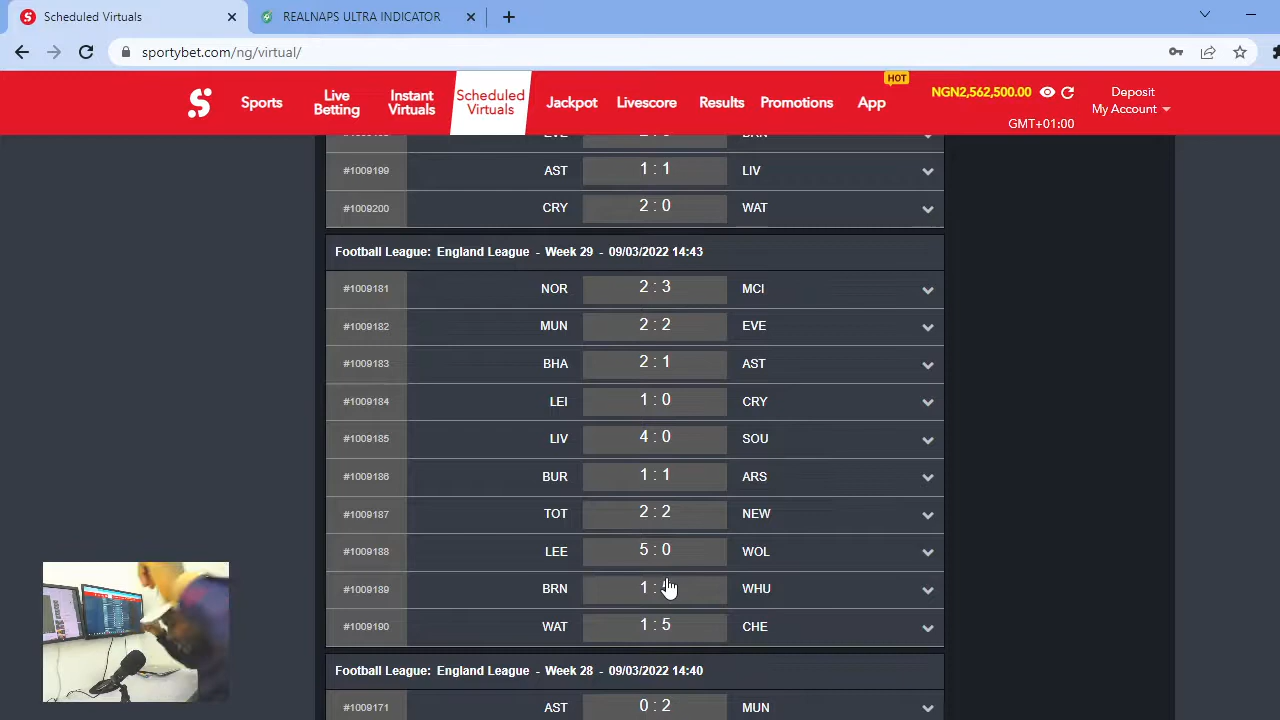 Scheduled Virtuals
REALNAPS ULTRA INDICATOR
sportybet.com/ng/virtual/
Sports
Live Betting
Instant Virtuals
Scheduled Virtuals
Jackpot
Livescore
Results
Promotions
App
HOT
NGN2,562,500.00
GMT+01:00
Deposit
My Account
#1009199 AST 1 : 1 LIV
#1009200 CRY 2 : 0 WAT
Football League: England League - Week 29 - 09/03/2022 14:43
#1009181 NOR 2 : 3 MCI
#1009182 MUN 2 : 2 EVE
#1009183 BHA 2 : 1 AST
#1009184 LEI 1 : 0 CRY
#1009185 LIV 4 : 0 SOU
#1009186 BUR 1 : 1 ARS
#1009187 TOT 2 : 2 NEW
#1009188 LEE 5 : 0 WOL
#1009189 BRN 1 : WHU
#1009190 WAT 1 : 5 CHE
Football League: England League - Week 28 - 09/03/2022 14:40
#1009171 AST 0 : 2 MUN